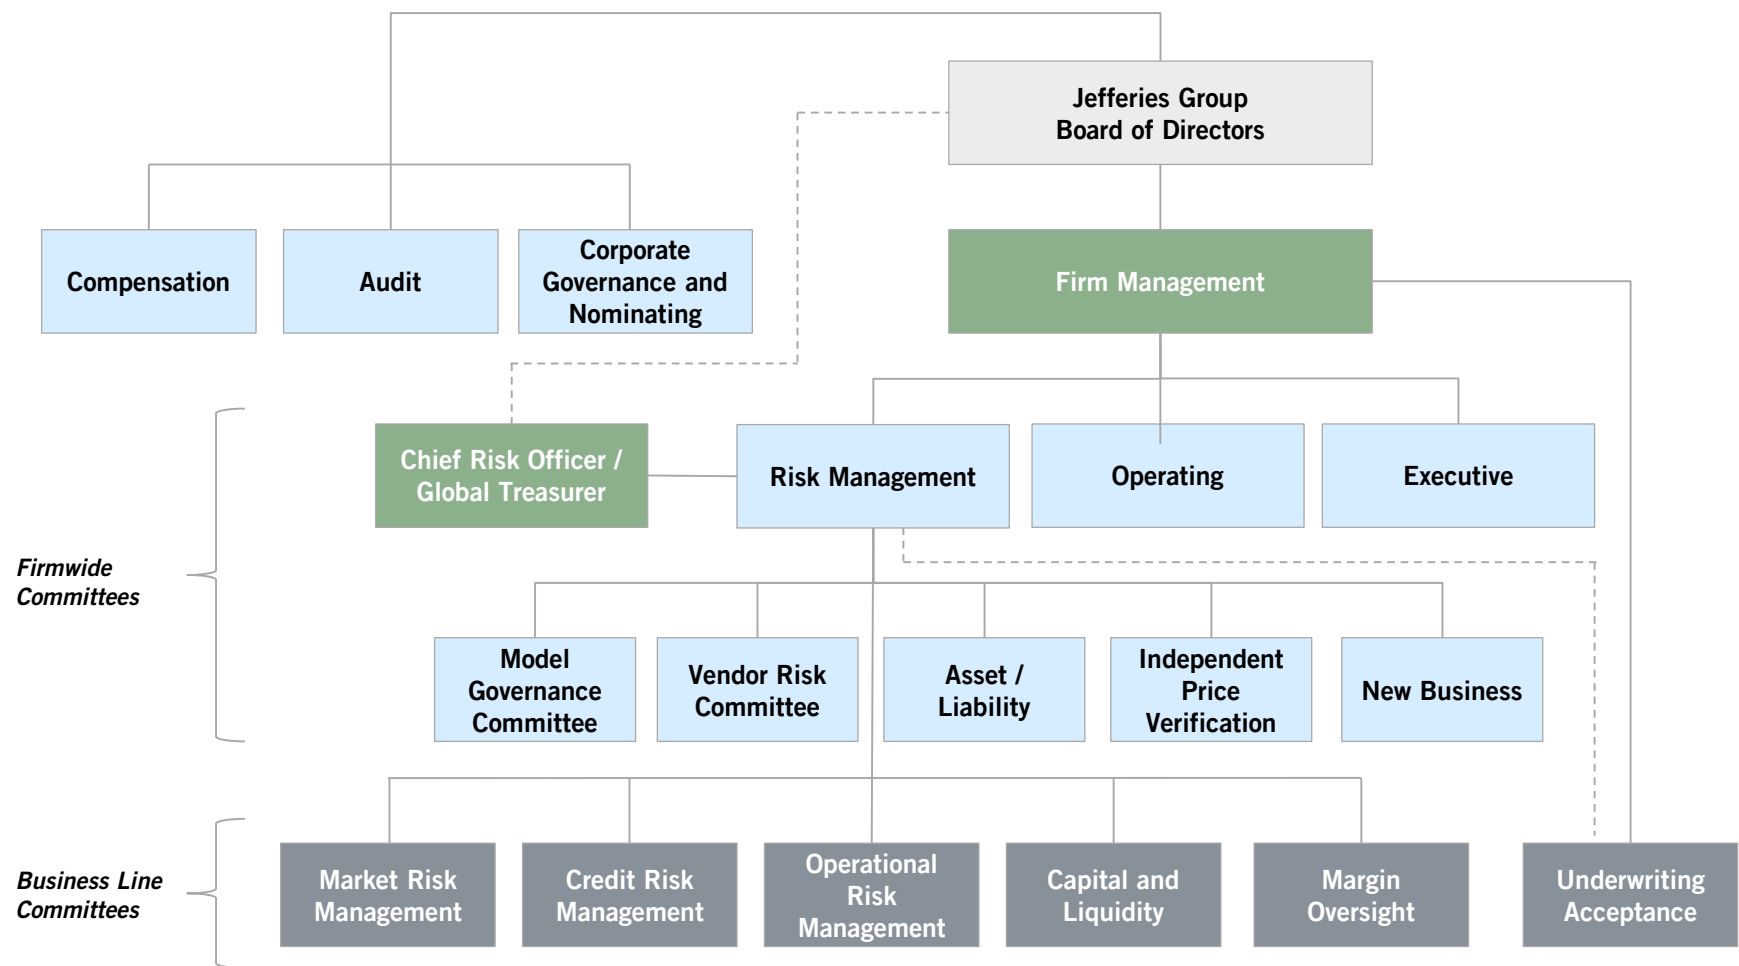 Jefferies Group
Board of Directors
Compensation
Audit
Corporate
Governance and
Nominating
Firm Management
Chief Risk Officer /
Global Treasurer
Risk Management
Operating
Executive
Firmwide
Committees
Model
Governance
Committee
Vendor Risk
Committee
Asset /
Liability
Independent
Price
Verification
New Business
Business Line
Committees
Market Risk
Management
Credit Risk
Management
Operational
Risk
Management
Capital and
Liquidity
Margin
Oversight
Underwriting
Acceptance